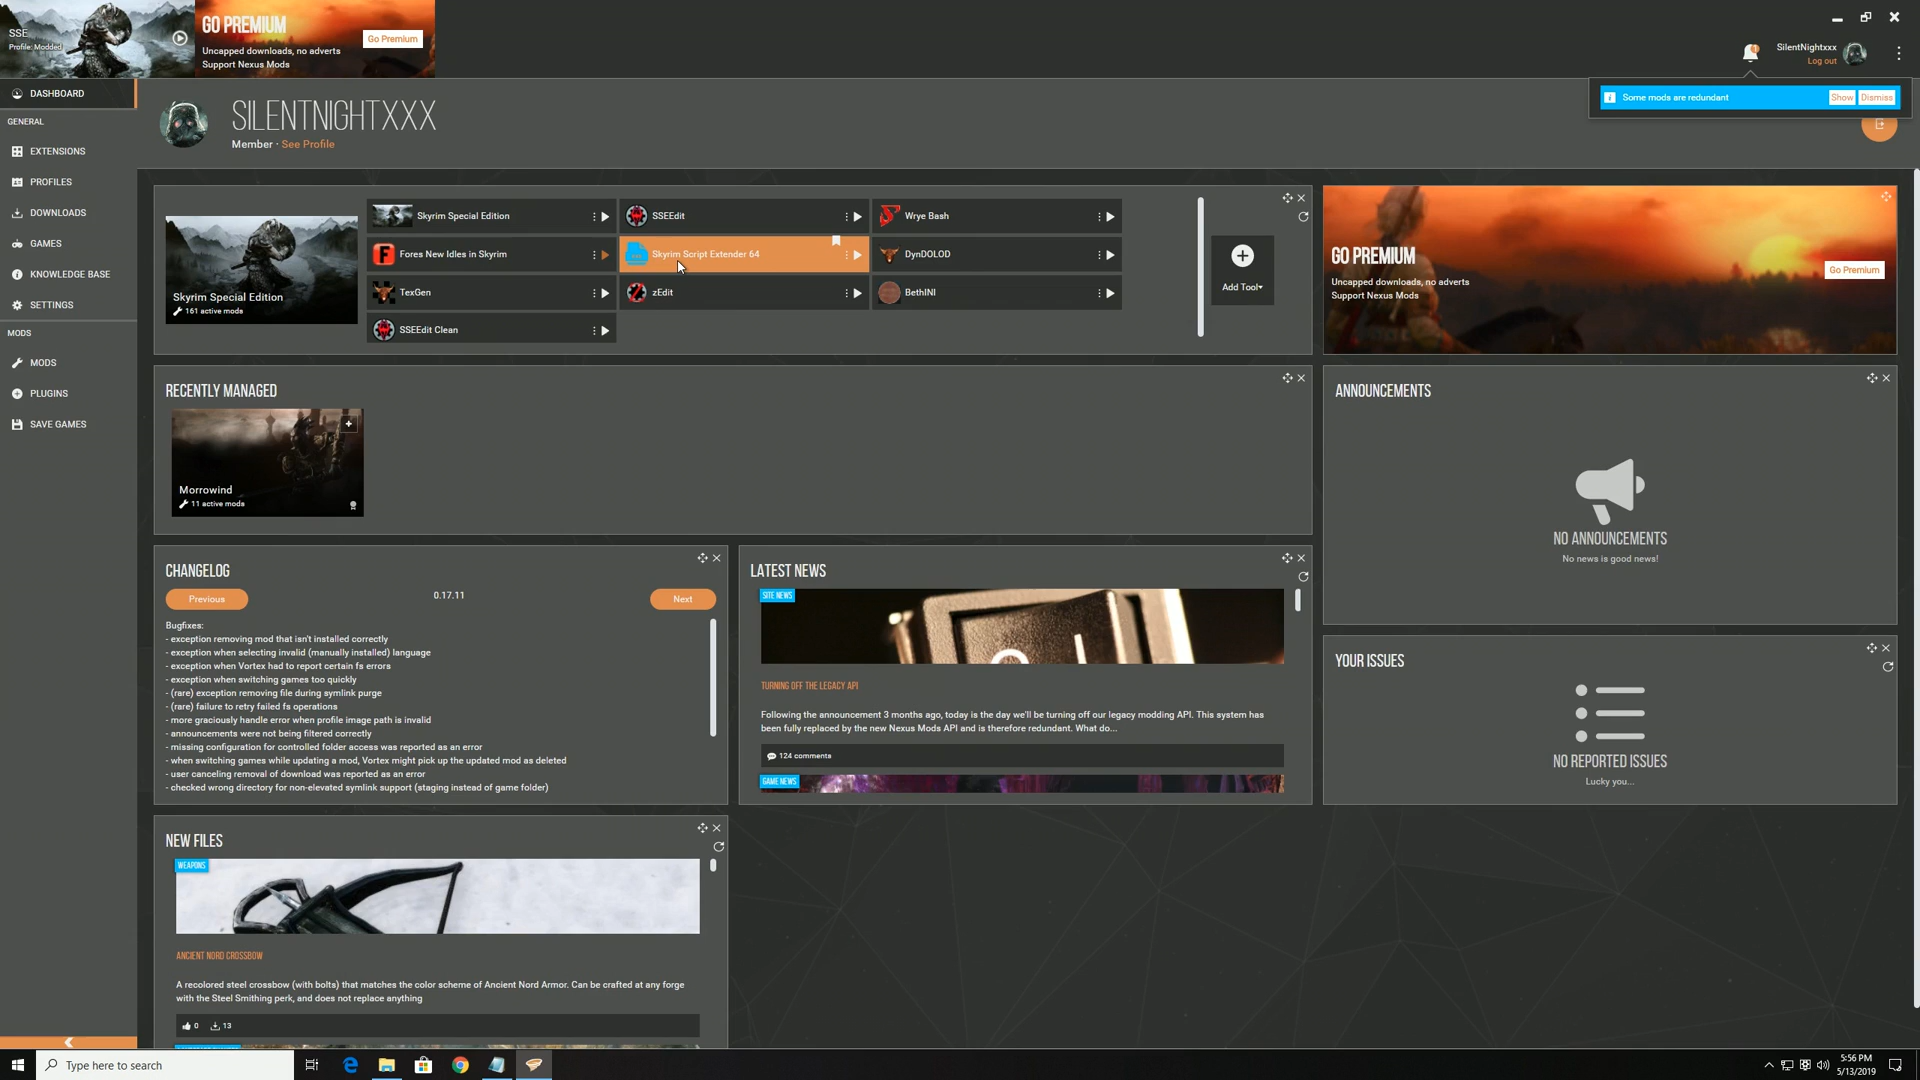 SSE
Profile: Modded
GO PREMIUM
Uncapped downloads, no adverts
Support Nexus Mods
Go Premium
SilentNightxxx
Log out
Some mods are redundant
Show
Dismiss
DASHBOARD
GENERAL
EXTENSIONS
PROFILES
DOWNLOADS
GAMES
KNOWLEDGE BASE
SETTINGS
MODS
MODS
PLUGINS
SAVE GAMES
SILENTNIGHTXXX
Member · See Profile
Skyrim Special Edition
161 active mods
Skyrim Special Edition
SSEEdit
Wrye Bash
Fores New Idles in Skyrim
Skyrim Script Extender 64
DynDOLOD
TexGen
zEdit
BethINI
SSEEdit Clean
Add Tool
GO PREMIUM
Uncapped downloads, no adverts
Support Nexus Mods
Go Premium
RECENTLY MANAGED
Morrowind
11 active mods
ANNOUNCEMENTS
NO ANNOUNCEMENTS
No news is good news!
CHANGELOG
Previous
0.17.11
Next
Bugfixes:
- exception removing mod that isn't installed correctly
- exception when selecting invalid (manually installed) language
- exception when Vortex had to report certain fs errors
- exception when switching games too quickly
- (rare) exception removing file during symlink purge
- (rare) failure to retry failed fs operations
- more graciously handle error when profile image path is invalid
- announcements were not being filtered correctly
- missing configuration for controlled folder access was reported as an error
- when switching games while updating a mod, Vortex might pick up the updated mod as deleted
- user canceling removal of download was reported as an error
- checked wrong directory for non-elevated symlink support (staging instead of game folder)
LATEST NEWS
SITE NEWS
TURNING OFF THE LEGACY API
Following the announcement 3 months ago, today is the day we'll be turning off our legacy modding API. This system has
been fully replaced by the new Nexus Mods API and is therefore redundant. What do...
124 comments
GAME NEWS
YOUR ISSUES
NO REPORTED ISSUES
Lucky you...
NEW FILES
WEAPONS
ANCIENT NORD CROSSBOW
A recolored steel crossbow (with bolts) that matches the color scheme of Ancient Nord Armor. Can be crafted at any forge
with the Steel Smithing perk, and does not replace anything
0
13
Type here to search
5:56 PM
5/13/2019